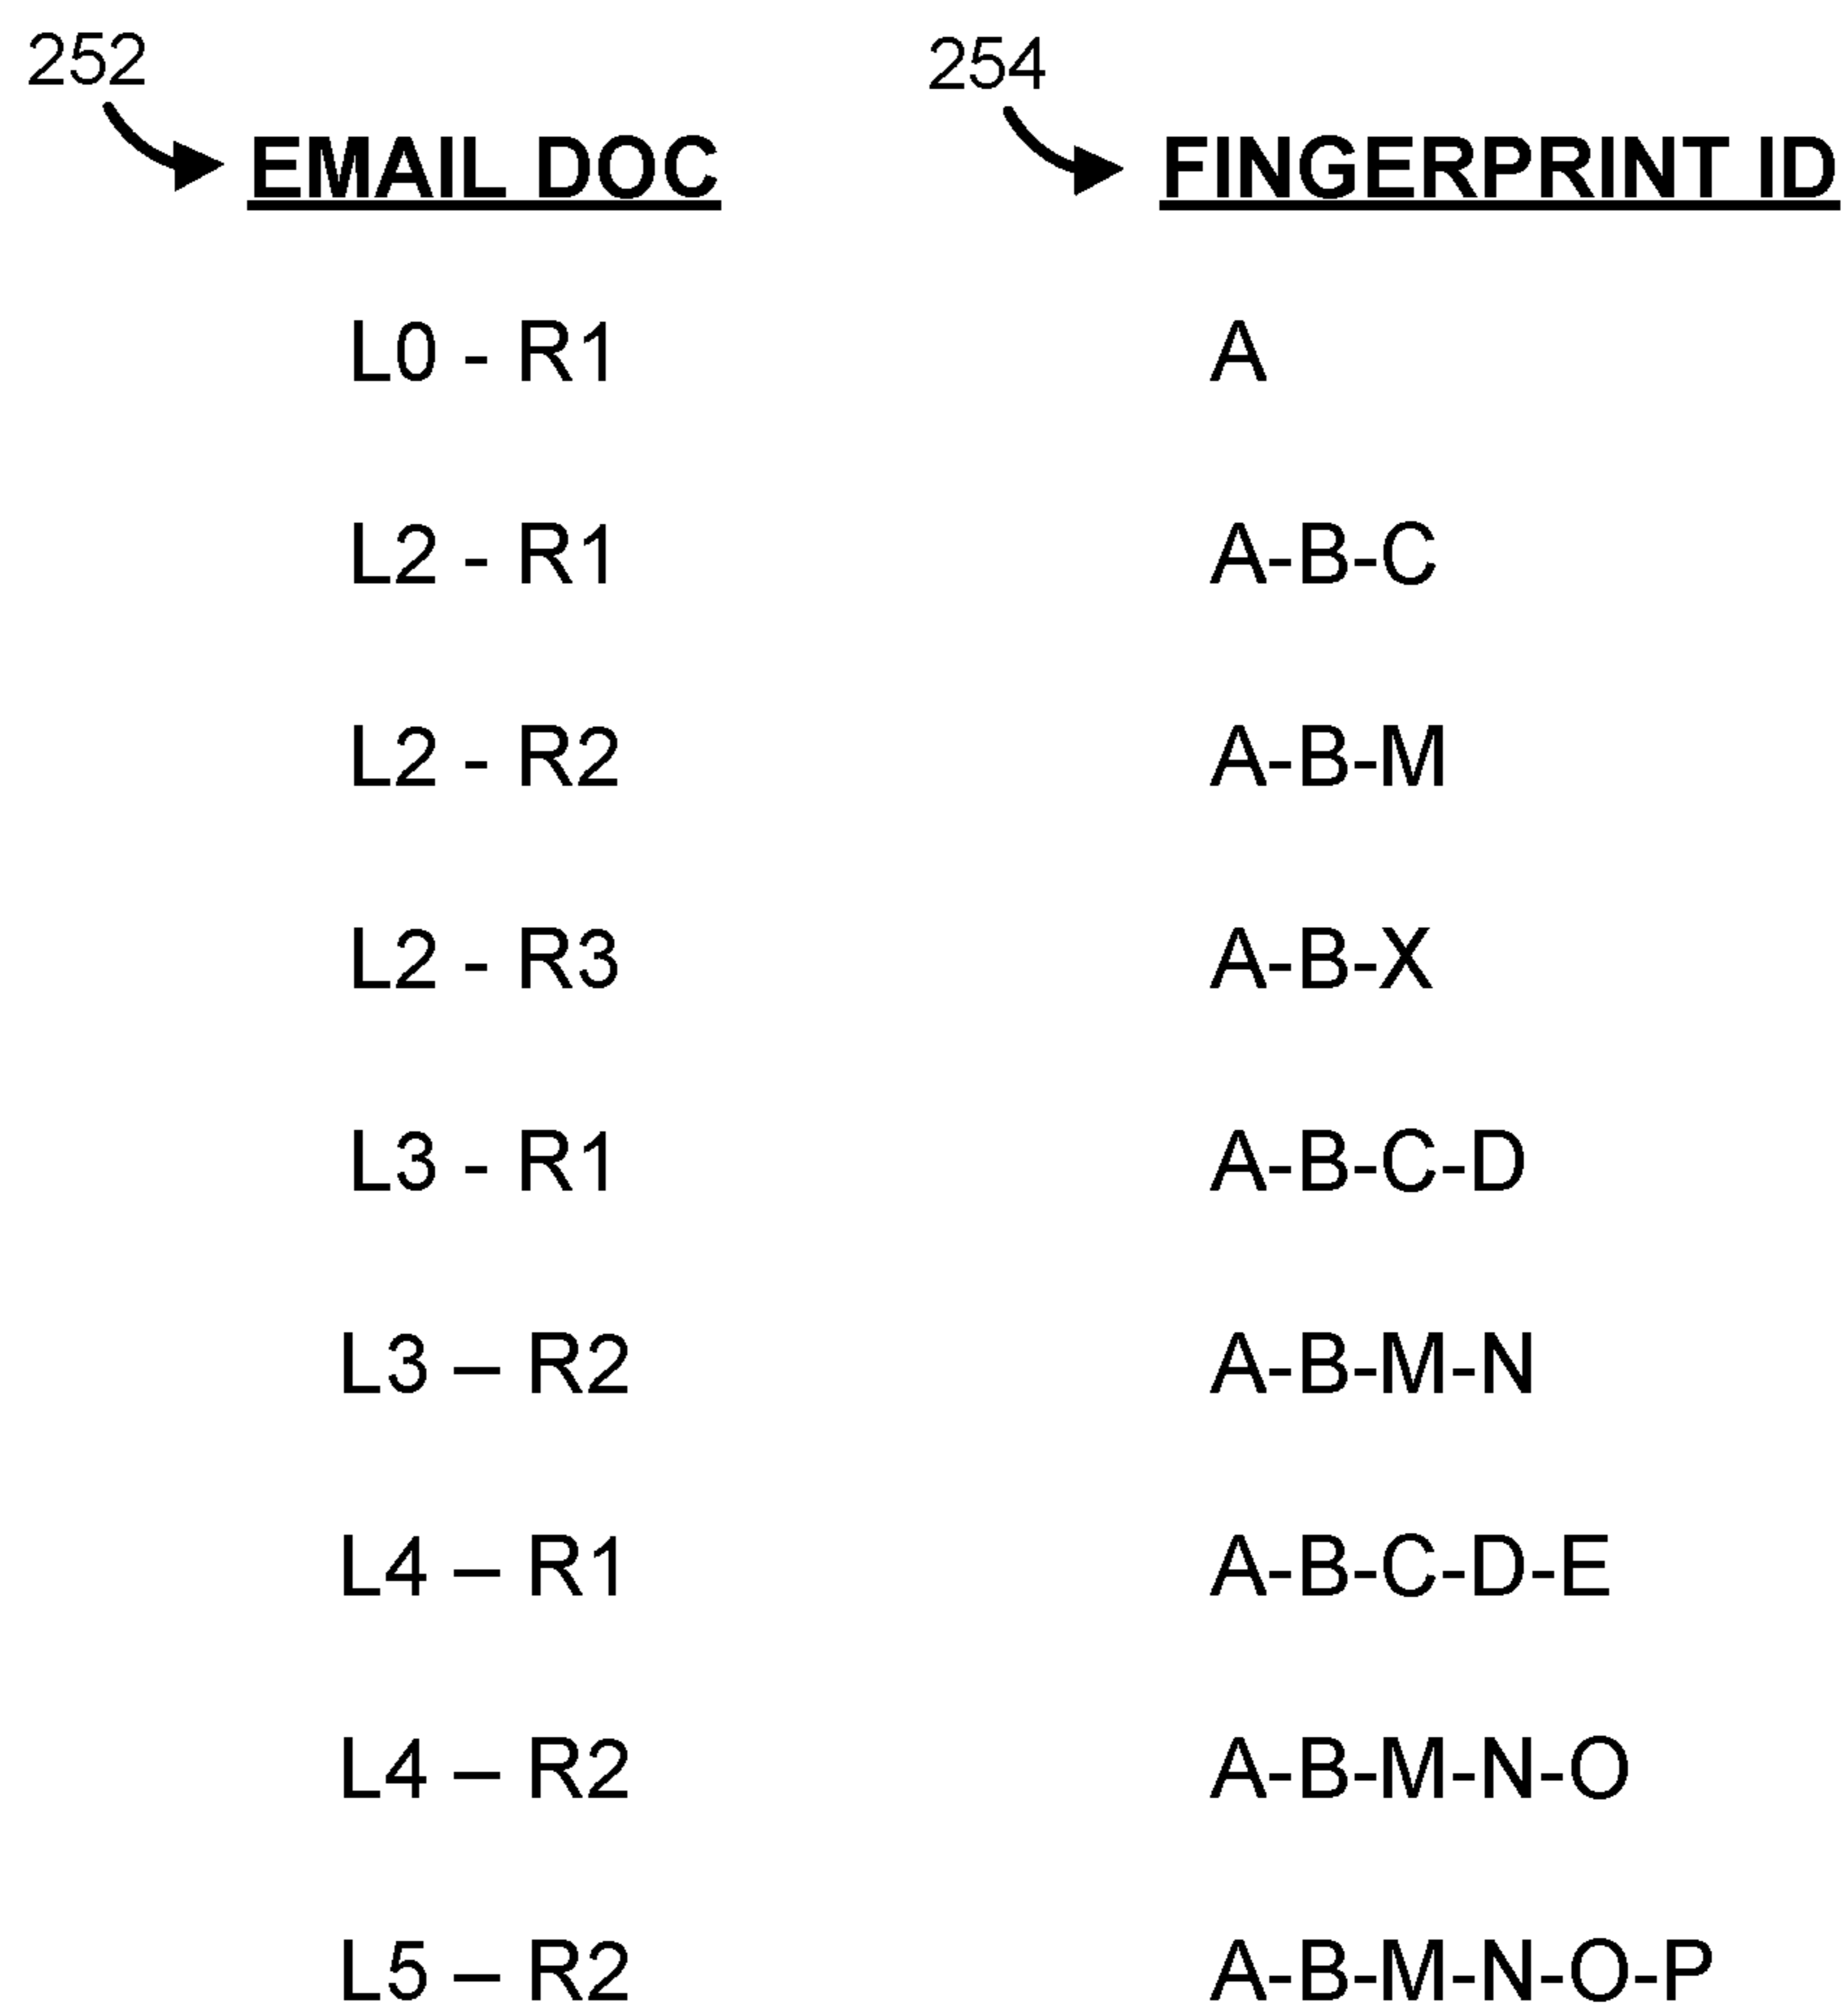 252 254
EMAIL DOC FINGERPRINT ID
L0 - R1 A
L2 - R1 A-B-C
L2 - R2 A-B-M
L2 - R3 A-B-X
L3 - R1 A-B-C-D
L3 – R2 A-B-M-N
L4 – R1 A-B-C-D-E
L4 – R2 A-B-M-N-O
L5 – R2 A-B-M-N-O-P